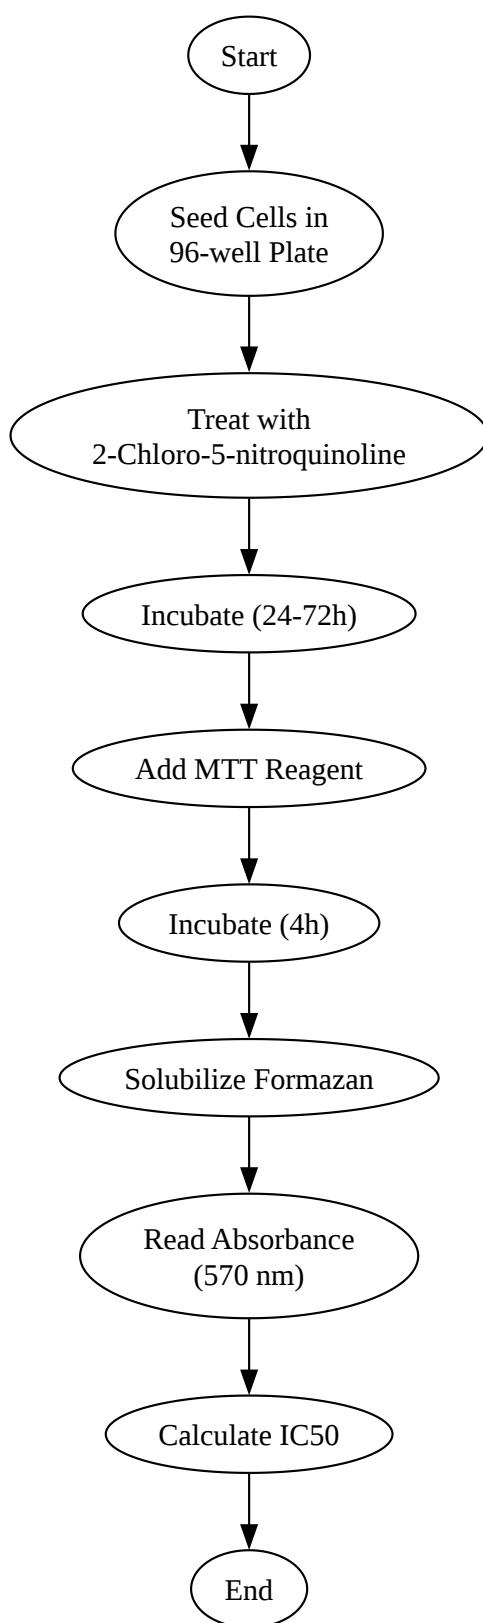 Start
Seed Cells in
96-well Plate
Treat with
2-Chloro-5-nitroquinoline
Incubate (24-72h)
Add MTT Reagent
Incubate (4h)
Solubilize Formazan
Read Absorbance
(570 nm)
Calculate IC50
End